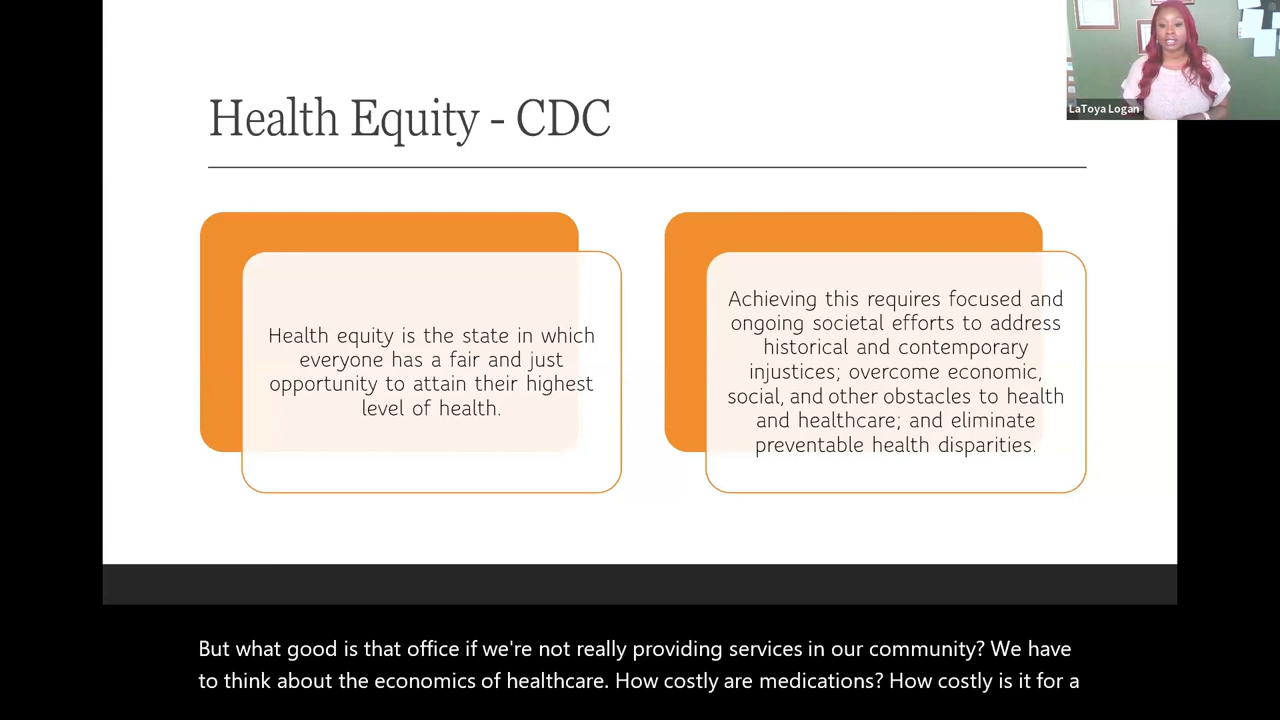 Health Equity - CDC
LaToya Logan
Health equity is the state in which
everyone has a fair and just
opportunity to attain their highest
level of health.
Achieving this requires focused and
ongoing societal efforts to address
historical and contemporary
injustices; overcome economic,
social, and other obstacles to health
and healthcare; and eliminate
preventable health disparities.
But what good is that office if we're not really providing services in our community? We have
to think about the economics of healthcare. How costly are medications? How costly is it for a